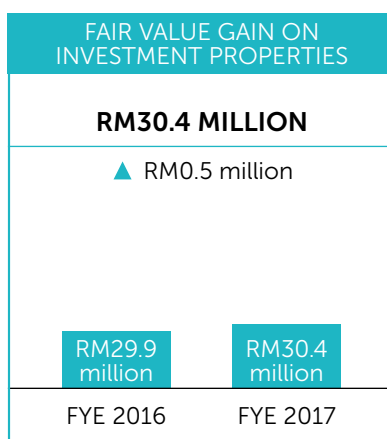 FAIR VALUE GAIN ON
INVESTMENT PROPERTIES
RM30.4 MILLION
▲ RM0.5 million
RM29.9
million
RM30.4
million
FYE 2016
FYE 2017